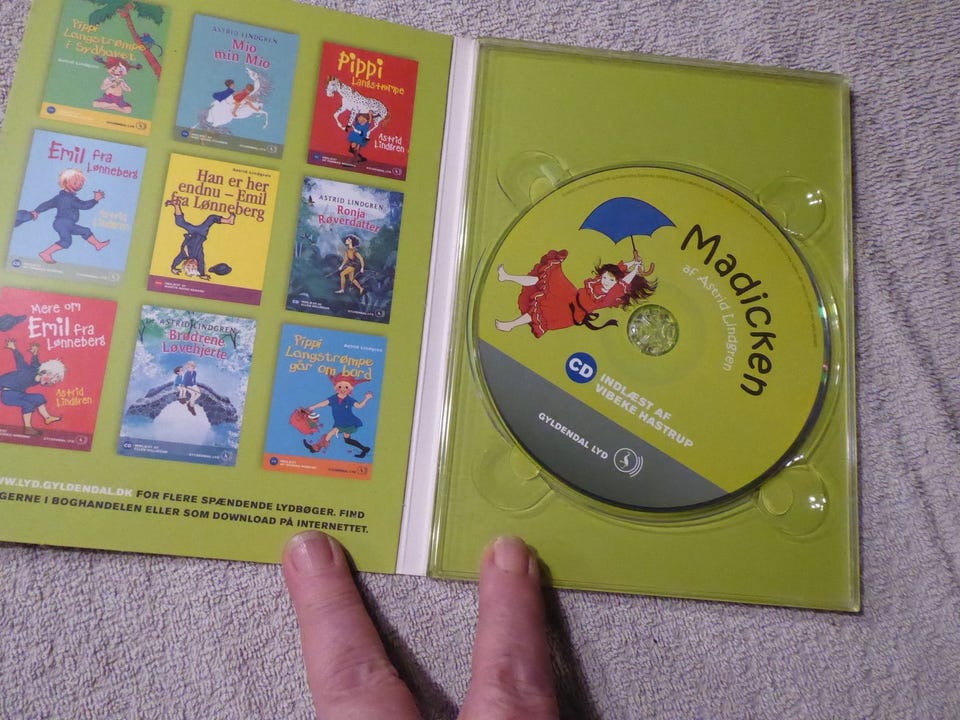 Pippi
Langstrømpe
i Sydhavet
Astrid Lindgren
ASTRID LINDGREN
Mio
min Mio
Pippi
Langstrømpe
Astrid
Lindgren
Emil fra
Lønneberg
Astrid
Lindgren
Astrid Lindgren
Han er her
endnu – Emil
fra Lønneberg
ASTRID LINDGREN
Ronja
Røverdatter
Mere om
Emil fra
Lønneberg
Astrid
Lindgren
ASTRID LINDGREN
Brødrene
Løvehjerte
Astrid Lindgren
Pippi
Langstrømpe
går om bord
WWW.LYD.GYLDENDAL.DK FOR FLERE SPÆNDENDE LYDBØGER. FIND
GERNE I BOGHANDELEN ELLER SOM DOWNLOAD PÅ INTERNETTET.
Madicken
af Astrid Lindgren
CD
INDLÆST AF
VIBEKE HASTRUP
GYLDENDAL LYD